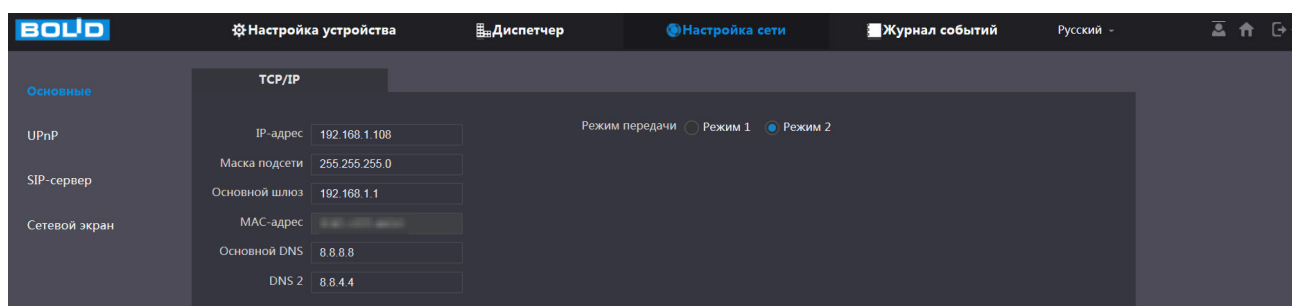 BOLID Настройка устройства Диспетчер Настройка сети Журнал событий Русский
TCP/IP
Основные
UPnP
SIP-сервер
Сетевой экран
IP-адрес 192.168.1.108
Маска подсети 255.255.255.0
Основной шлюз 192.168.1.1
MAC-адрес
Основной DNS 8.8.8.8
DNS 2 8.8.4.4
Режим передачи Режим 1 Режим 2